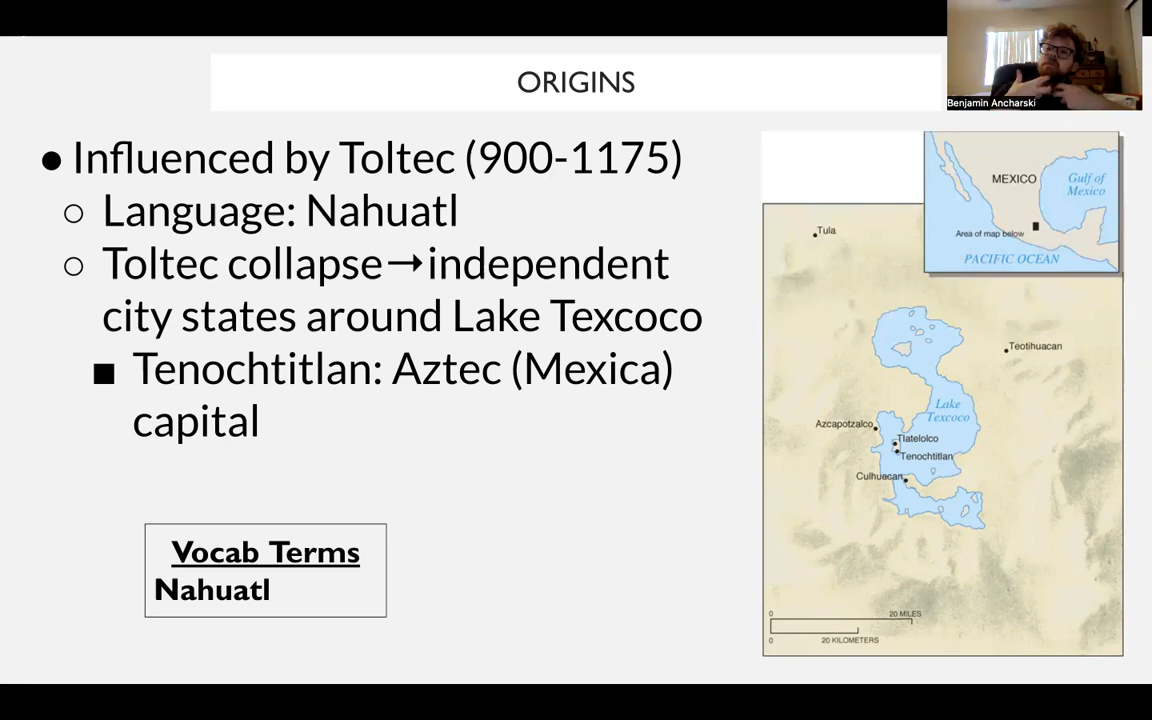 ORIGINS
Benjamin Ancharski
● Influenced by Toltec (900-1175)
○ Language: Nahuatl
○ Toltec collapse→independent
city states around Lake Texcoco
■ Tenochtitlan: Aztec (Mexica)
capital
Vocab Terms
Nahuatl
MEXICO
Gulf of
Mexico
Area of map below
PACIFIC OCEAN
Tula
Teotihuacan
Lake
Texcoco
Azcapotzalco
Tlatelolco
Tenochtitlan
Culhuacan
0 20 MILES
0 20 KILOMETERS